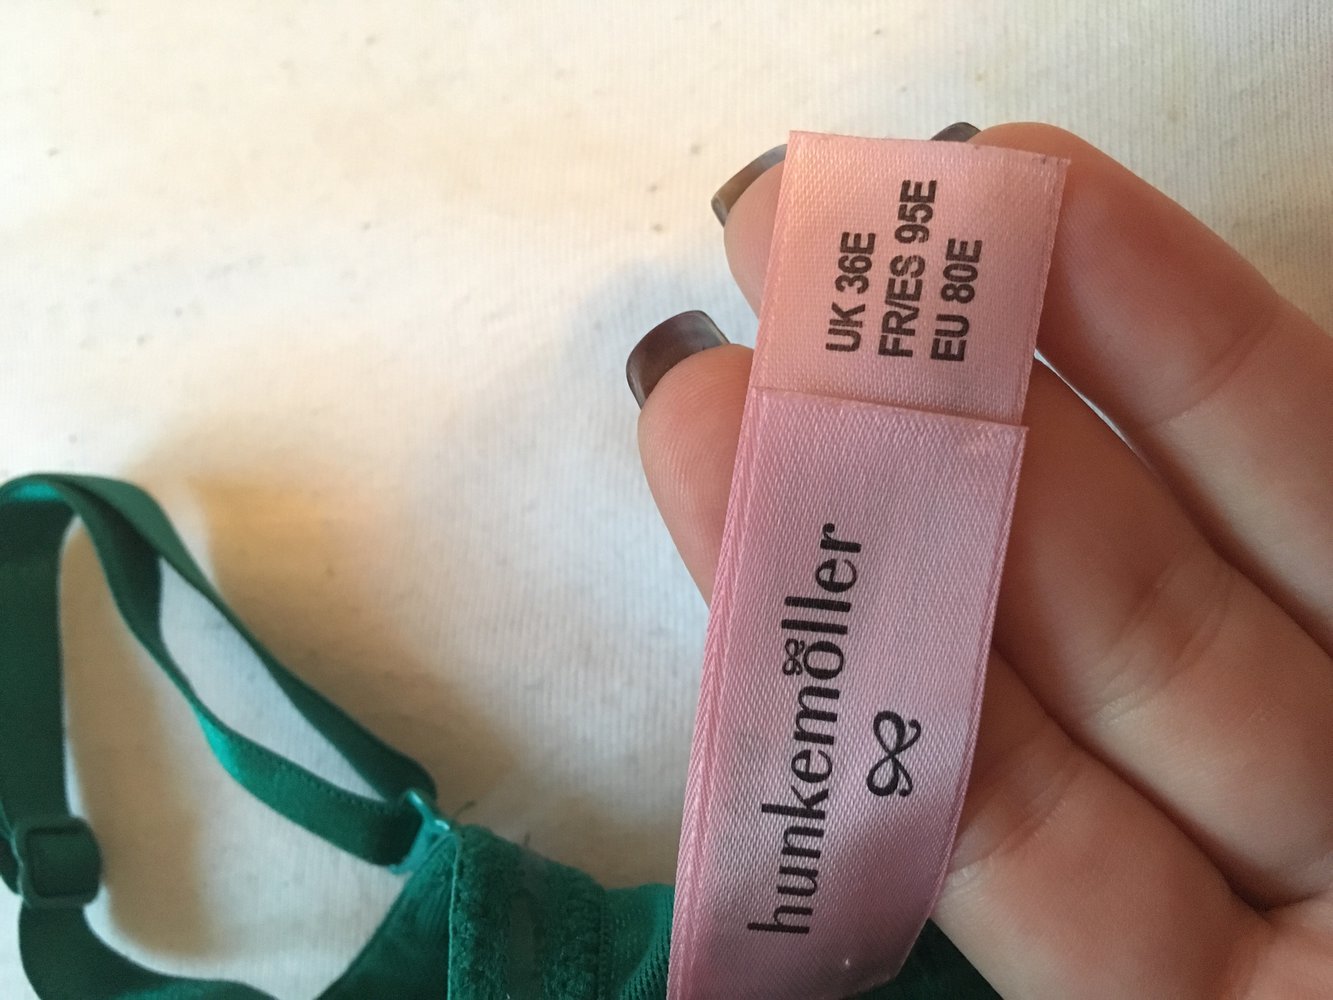 UK 36E
FR/ES 95E
EU 80E
hunkemöller